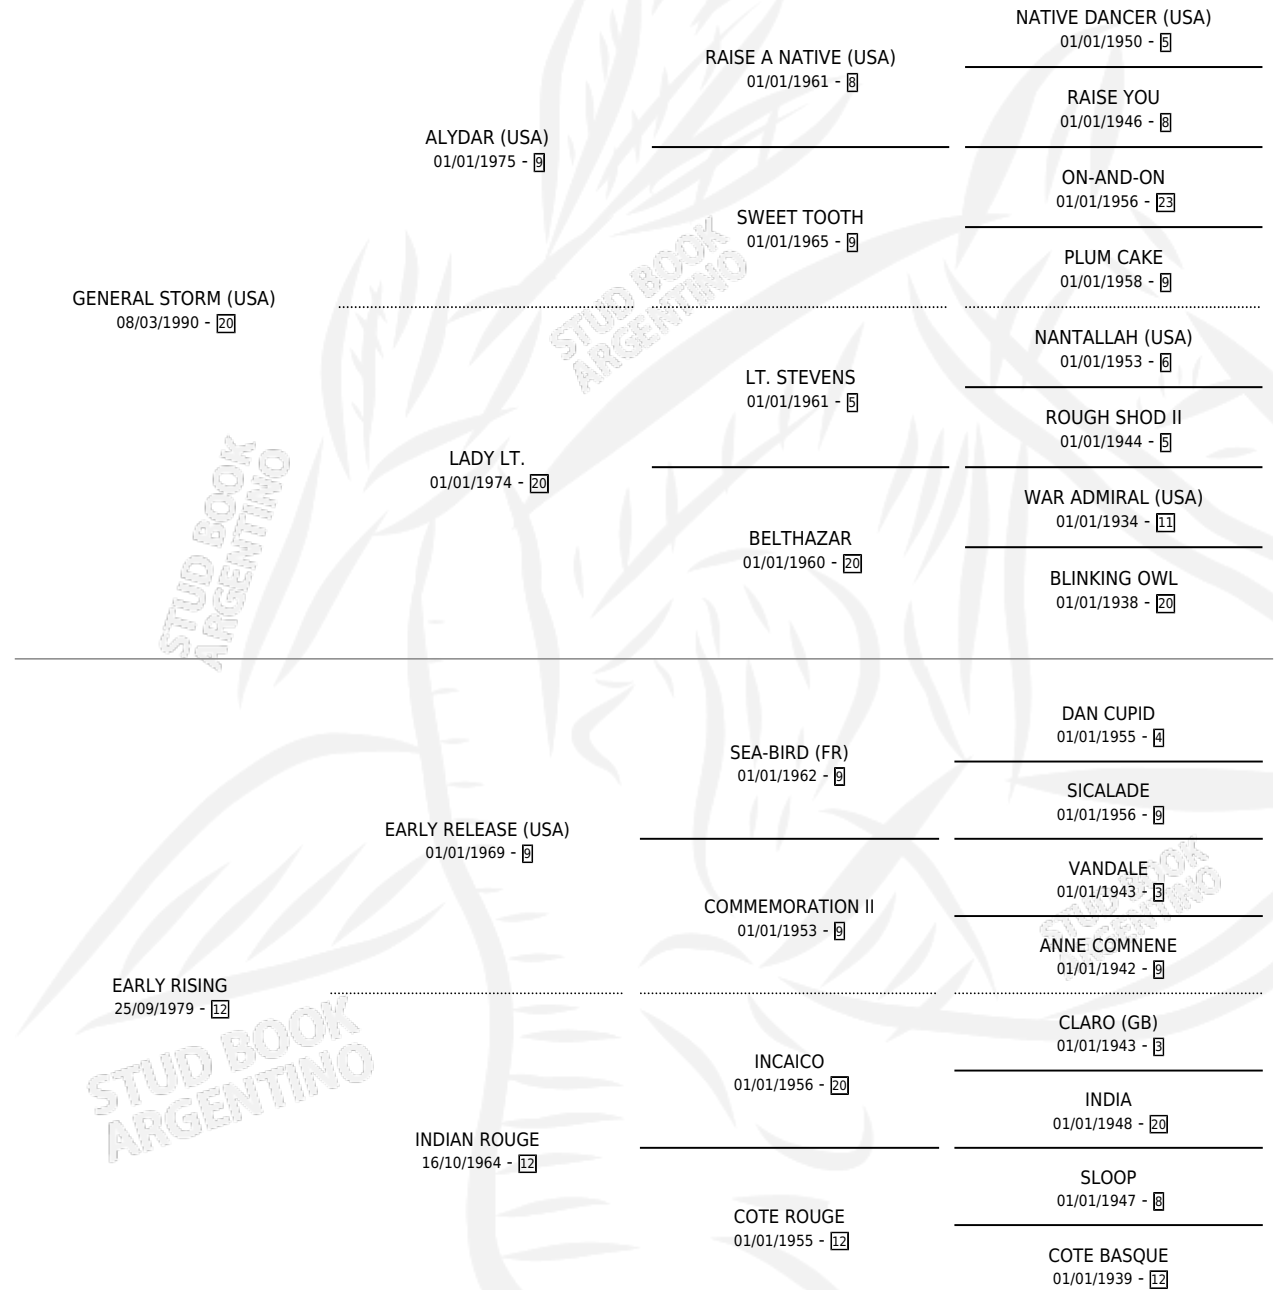 NATIVE DANCER (USA)
01/01/1950 - 5
RAISE A NATIVE (USA)
01/01/1961 - 8
RAISE YOU
01/01/1946 - 8
ALYDAR (USA)
01/01/1975 - 9
ON-AND-ON
01/01/1956 - 23
SWEET TOOTH
01/01/1965 - 9
PLUM CAKE
01/01/1958 - 9
GENERAL STORM (USA)
08/03/1990 - 20
STUD BOOK
ARGENTINO
NANTALLAH (USA)
01/01/1953 - 6
LT. STEVENS
01/01/1961 - 5
ROUGH SHOD II
01/01/1944 - 5
LADY LT.
01/01/1974 - 20
WAR ADMIRAL (USA)
01/01/1934 - 11
BELTHAZAR
01/01/1960 - 20
BLINKING OWL
01/01/1938 - 20
STUD BOOK
ARGENTINO
DAN CUPID
01/01/1955 - 4
SEA-BIRD (FR)
01/01/1962 - 9
SICALADE
01/01/1956 - 9
EARLY RELEASE (USA)
01/01/1969 - 9
VANDALE
01/01/1943 - 3
COMMEMORATION II
01/01/1953 - 9
STUD BOOK
ARGENTINO
ANNE COMNENE
01/01/1942 - 9
EARLY RISING
25/09/1979 - 12
STUD BOOK
ARGENTINO
CLARO (GB)
01/01/1943 - 3
INCAICO
01/01/1956 - 20
INDIA
01/01/1948 - 20
INDIAN ROUGE
16/10/1964 - 12
SLOOP
01/01/1947 - 8
COTE ROUGE
01/01/1955 - 12
COTE BASQUE
01/01/1939 - 12